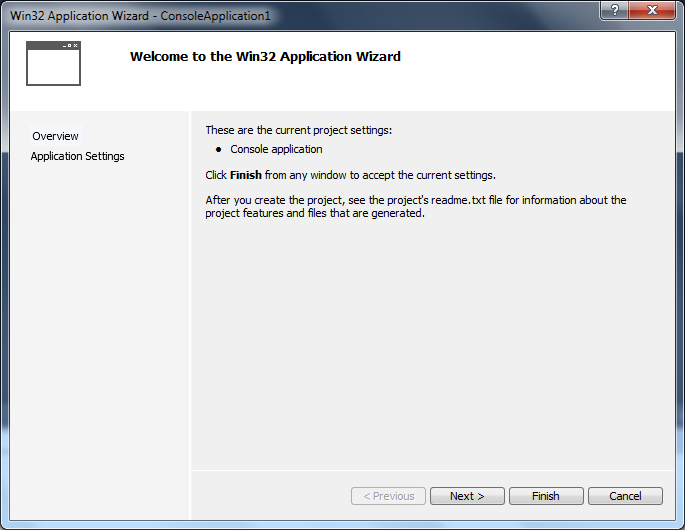 Win32 Application Wizard - ConsoleApplication1
Welcome to the Win32 Application Wizard
Overview
Application Settings
These are the current project settings:
• Console application
Click Finish from any window to accept the current settings.
After you create the project, see the project's readme.txt file for information about the
project features and files that are generated.
< Previous
Next >
Finish
Cancel